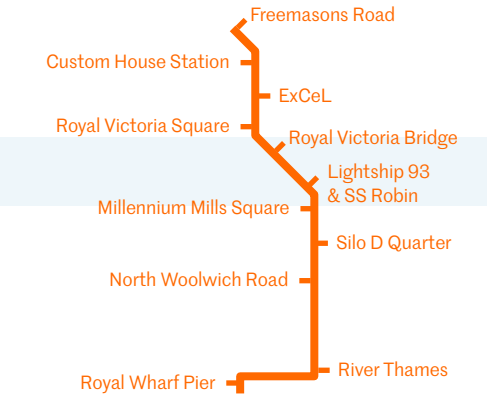 Freemasons Road
Custom House Station
ExCeL
Royal Victoria Square
Royal Victoria Bridge
Lightship 93
& SS Robin
Millennium Mills Square
Silo D Quarter
North Woolwich Road
River Thames
Royal Wharf Pier